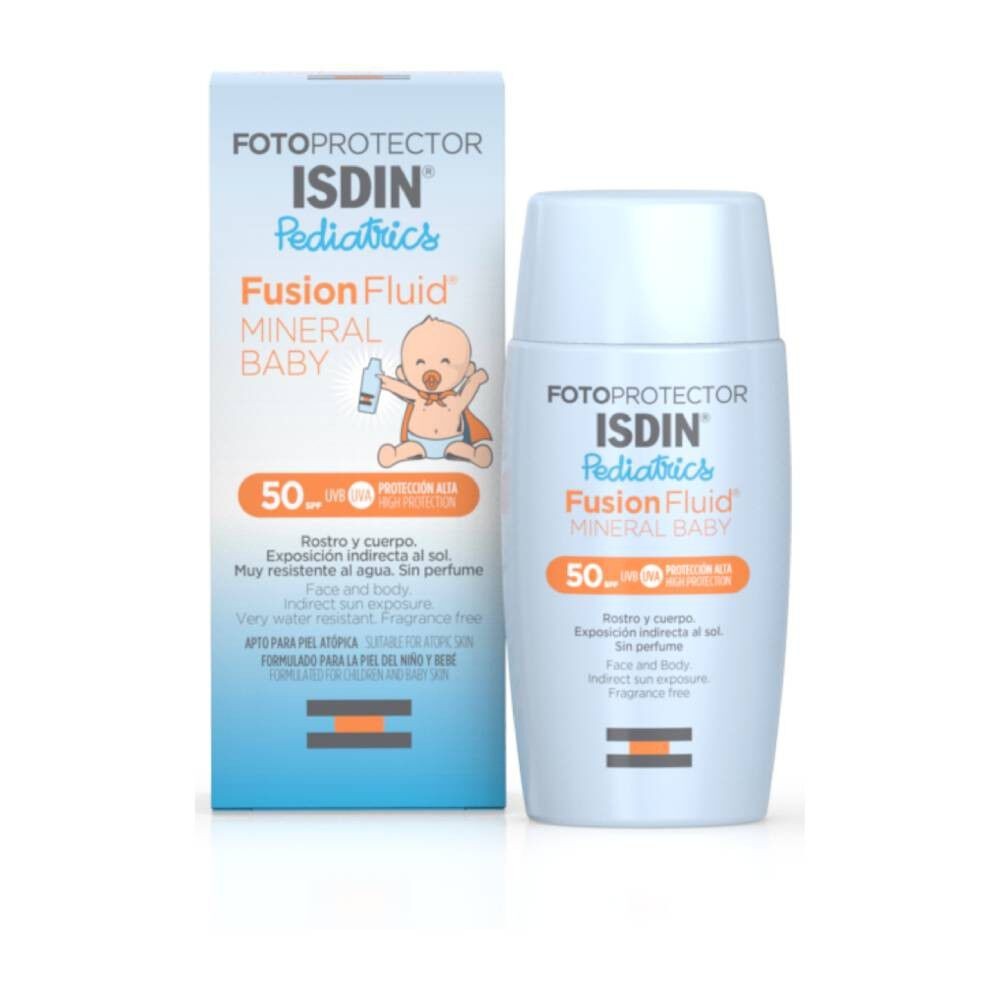 FOTOPROTECTOR
ISDIN®
Pediatrics
Fusion Fluid®
MINERAL
BABY
50 SPF UVB UVA PROTECCIÓN ALTA
HIGH PROTECTION
Rostro y cuerpo.
Exposición indirecta al sol.
Muy resistente al agua. Sin perfume
Face and body.
Indirect sun exposure.
Very water resistant. Fragrance free
APTO PARA PIEL ATÓPICA SUITABLE FOR ATOPIC SKIN
FORMULADO PARA LA PIEL DEL NIÑO Y BEBÉ
FORMULATED FOR CHILDREN AND BABY SKIN
FOTOPROTECTOR
ISDIN®
Pediatrics
Fusion Fluid®
MINERAL BABY
50 SPF UVB UVA PROTECCIÓN ALTA
HIGH PROTECTION
Rostro y cuerpo.
Exposición indirecta al sol.
Sin perfume
Face and Body.
Indirect sun exposure.
Fragrance free